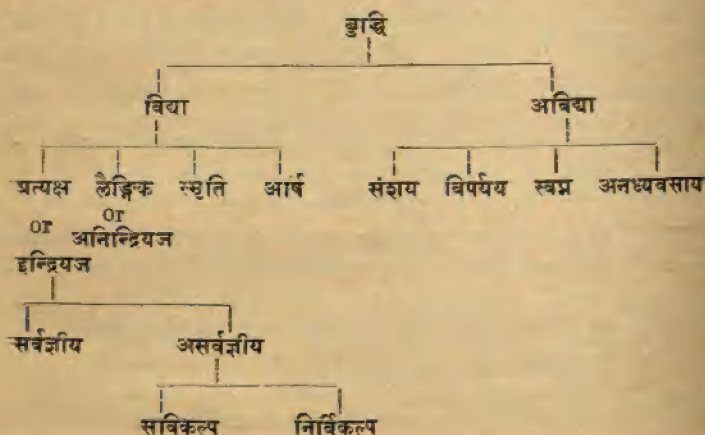 बुद्धि
विद्या अविद्या
प्रत्यक्ष लैङ्गिक स्मृति आर्ष संशय विपर्यय स्वप्न अनध्यवसाय
or or
अनिन्द्रियज
इन्द्रियज
सर्वज्ञीय असर्वज्ञीय
सविकल्प निर्विकल्प